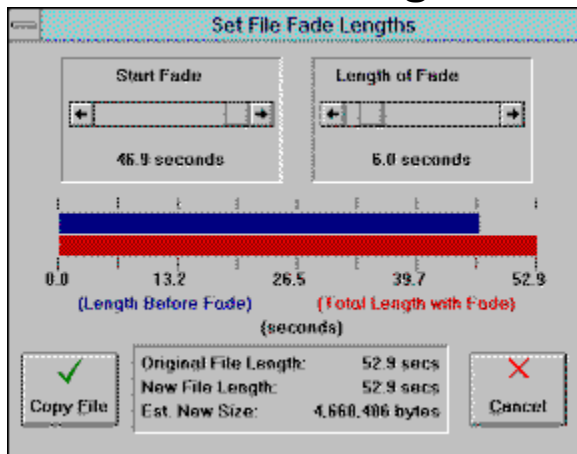 Set File Fade Lengths
Start Fade
Length of Fade
46.9 seconds
6.0 seconds
0.0 13.2 26.5 39.7 52.9
(Length Before Fade) (Total Length with Fade)
(seconds)
Original File Length: 52.9 secs
New File Length: 52.9 secs
Est. New Size: 4,660,486 bytes
Copy File
Cancel